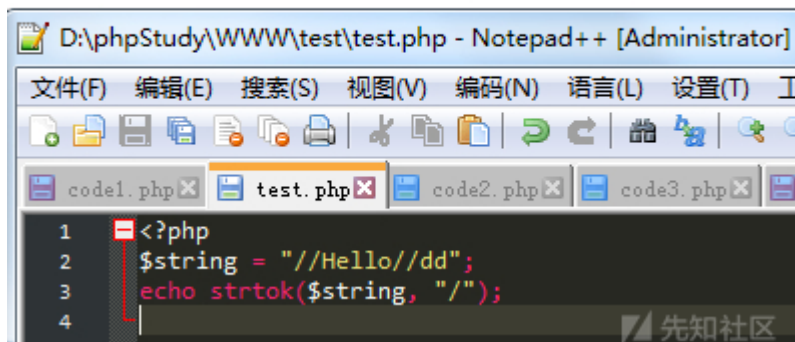 D:\phpStudy\WWW\test\test.php - Notepad++ [Administrator]
文件(F) 编辑(E) 搜索(S) 视图(V) 编码(N) 语言(L) 设置(T)
code1.php test.php code2.php code3.php
1 <?php
2 $string = "//Hello//dd";
3 echo strtok($string, "/");
4
先知社区